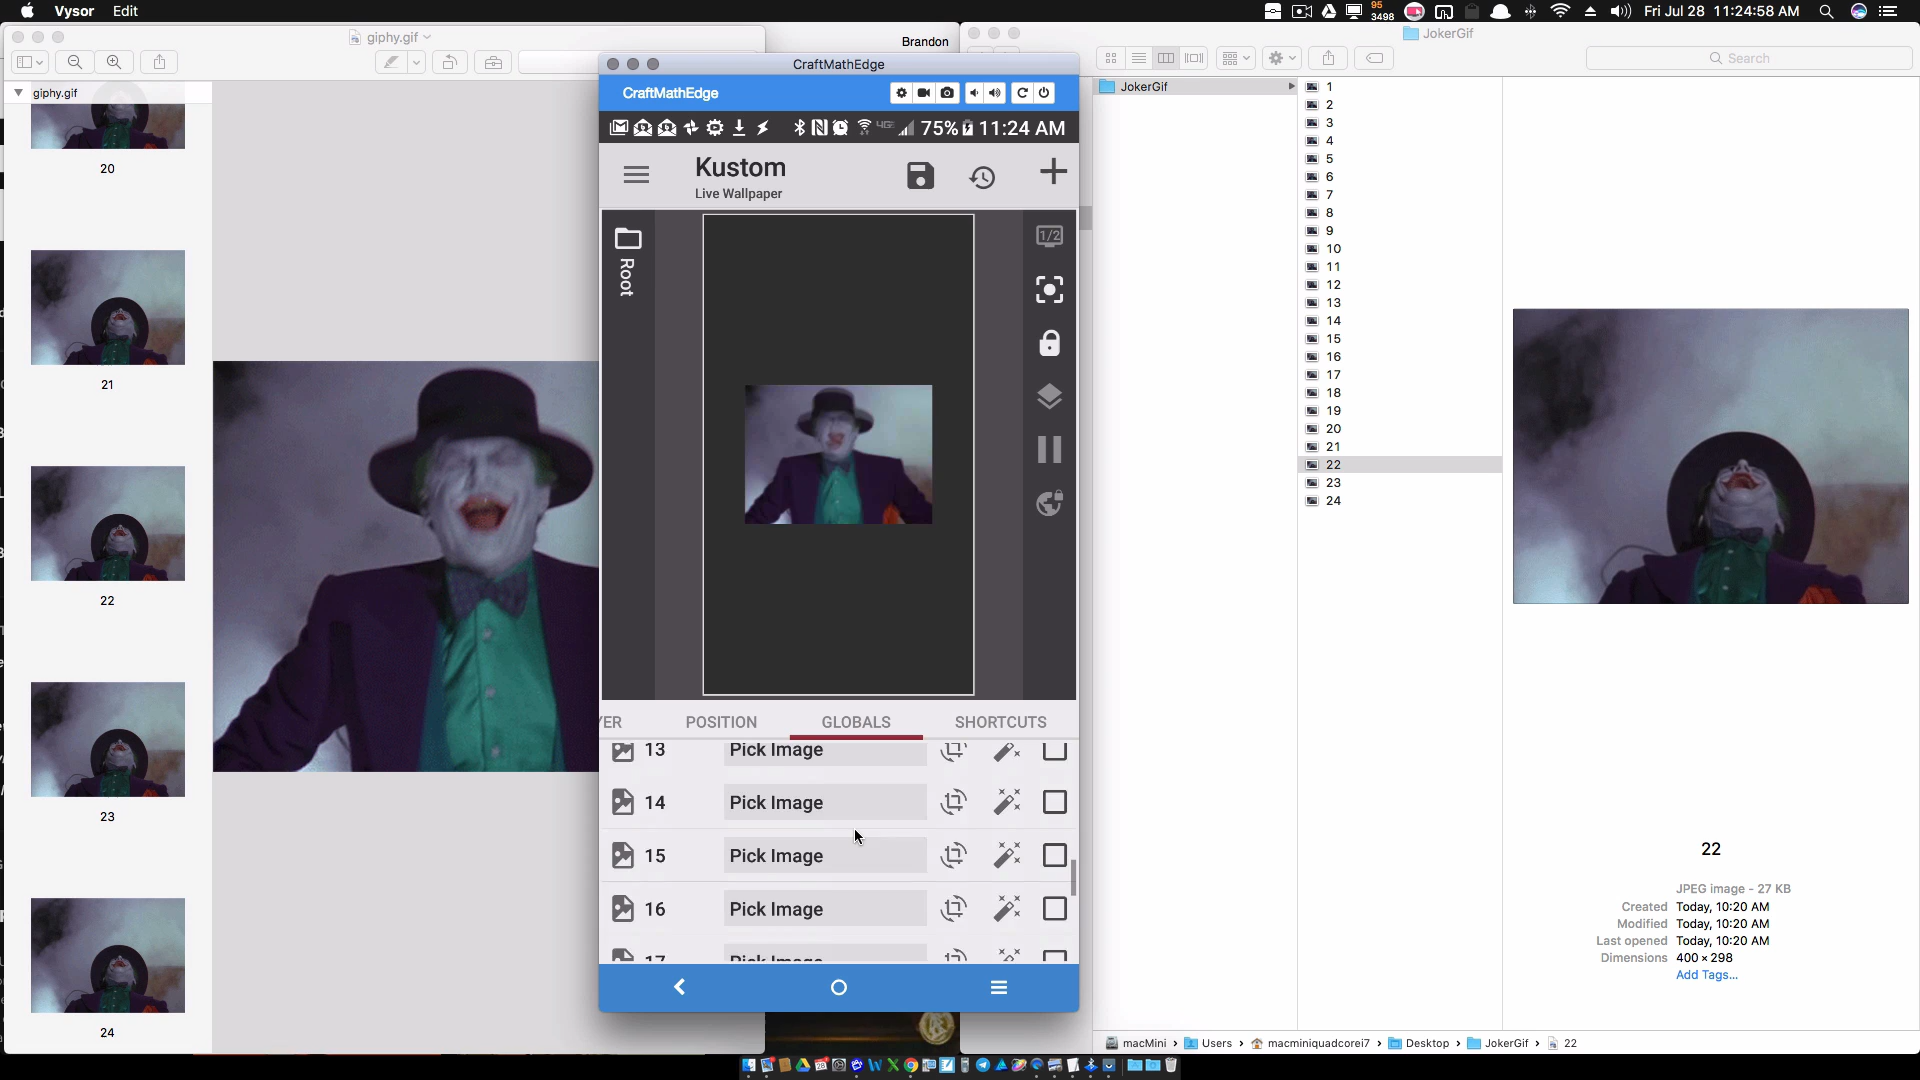 Vysor Edit
95
3498
Fri Jul 28 11:24:58 AM
giphy.gif
Brandon
JokerGif
Search
giphy.gif
20
21
22
23
24
CraftMathEdge
CraftMathEdge
75% 11:24 AM
Kustom
Live Wallpaper
Root
1/2
POSITION GLOBALS SHORTCUTS
13 Pick Image
14 Pick Image
15 Pick Image
16 Pick Image
17 Pick Image
JokerGif
1
2
3
4
5
6
7
8
9
10
11
12
13
14
15
16
17
18
19
20
21
22
23
24
22
JPEG image - 27 KB
Created Today, 10:20 AM
Modified Today, 10:20 AM
Last opened Today, 10:20 AM
Dimensions 400 × 298
Add Tags...
macMini › Users › macminiquadcorei7 › Desktop › JokerGif › 22